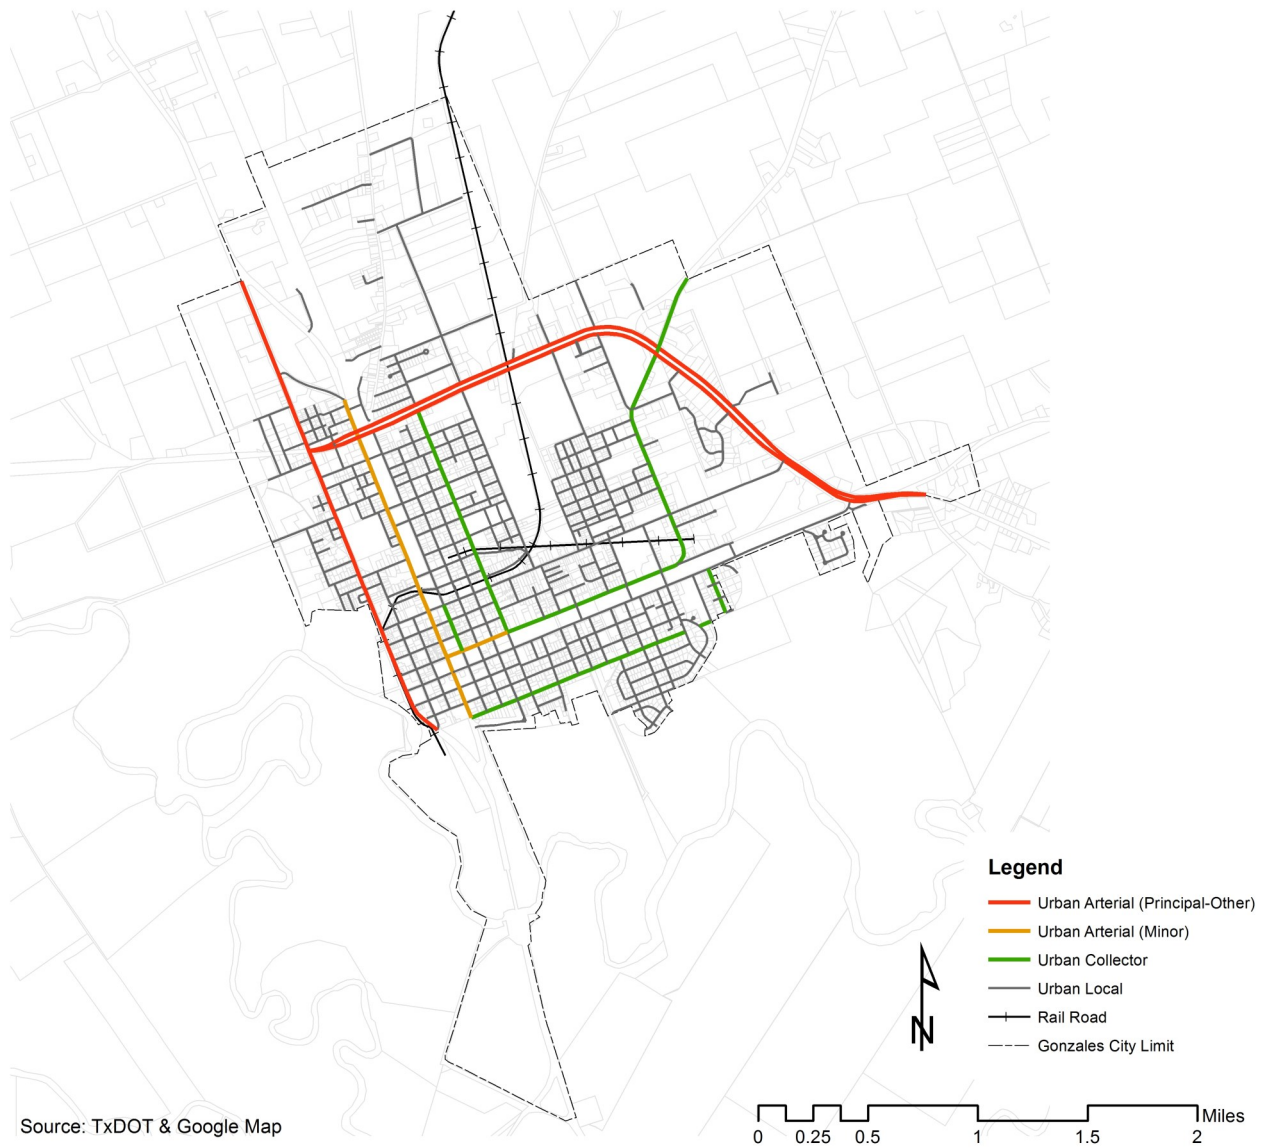 Legend
Urban Arterial (Principal-Other)
Urban Arterial (Minor)
Urban Collector
Urban Local
Rail Road
Gonzales City Limit
N
Miles
0 0.25 0.5 1 1.5 2
Source: TxDOT & Google Map